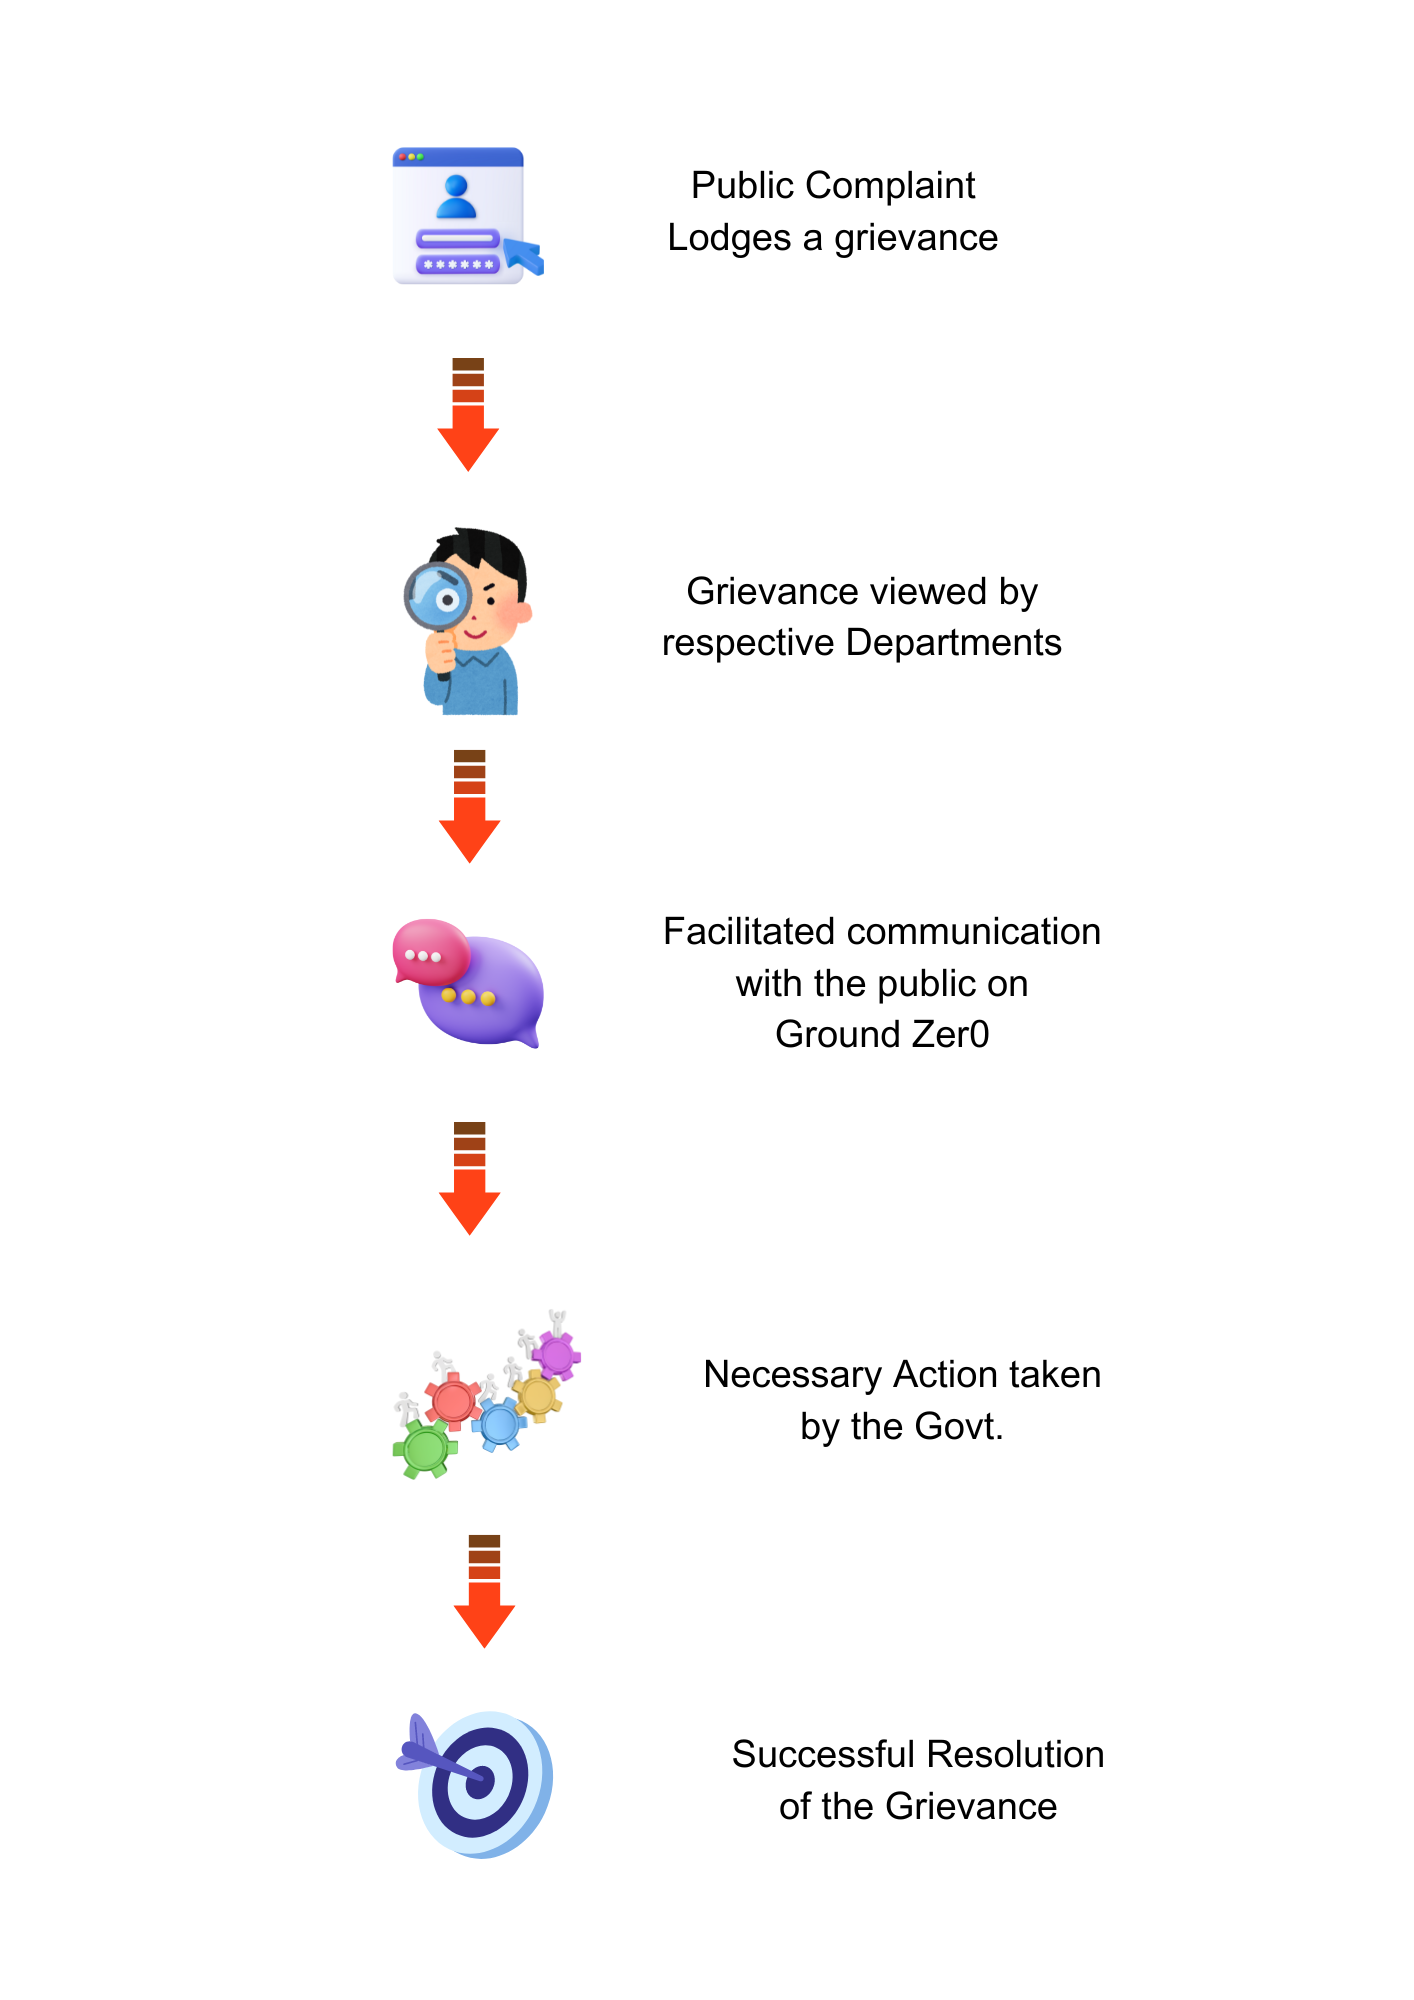 Public Complaint
Lodges a grievance
Grievance viewed by
respective Departments
Facilitated communication
with the public on
Ground Zer0
Necessary Action taken
by the Govt.
Successful Resolution
of the Grievance